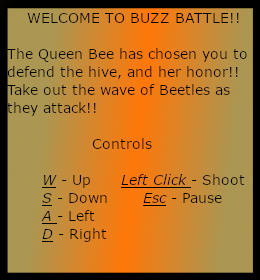 WELCOME TO BUZZ BATTLE!!
The Queen Bee has chosen you to
defend the hive, and her honor!!
Take out the wave of Beetles as
they attack!!
Controls
W - Up Left Click - Shoot
S - Down Esc - Pause
A - Left
D - Right